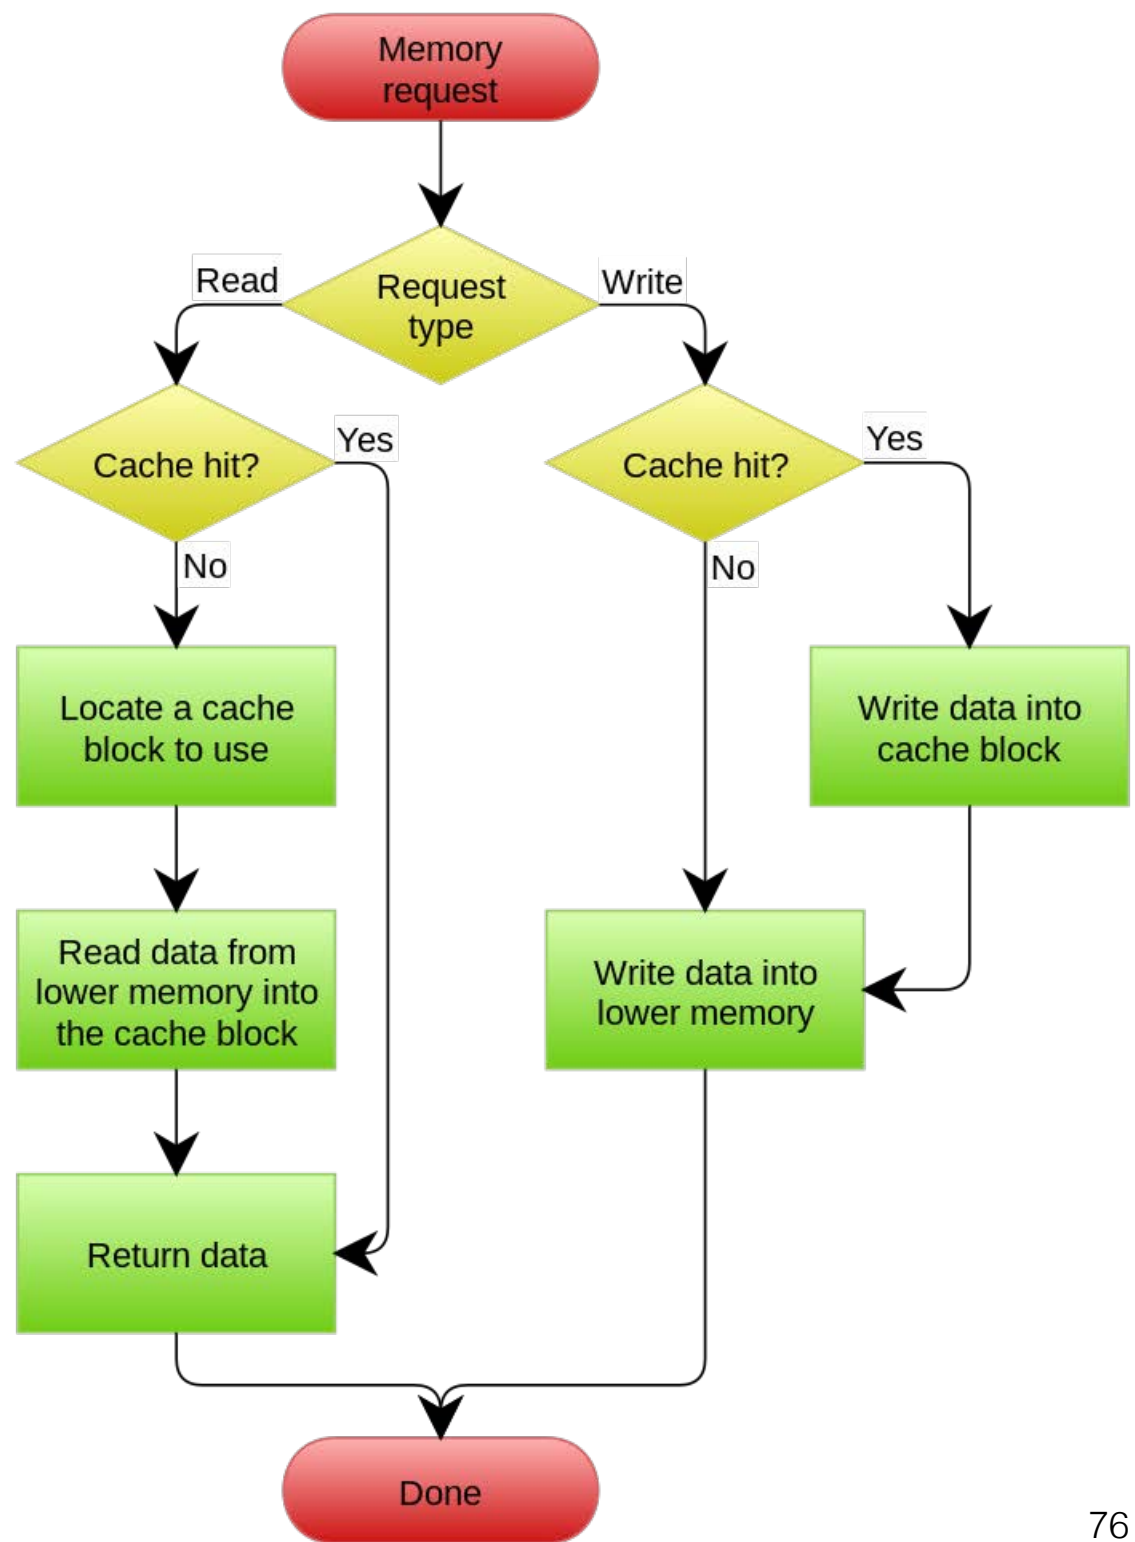 Memory
request
Request
type
Read
Write
Cache hit?
Yes
No
Cache hit?
Yes
No
Locate a cache
block to use
Write data into
cache block
Read data from
lower memory into
the cache block
Write data into
lower memory
Return data
Done
76